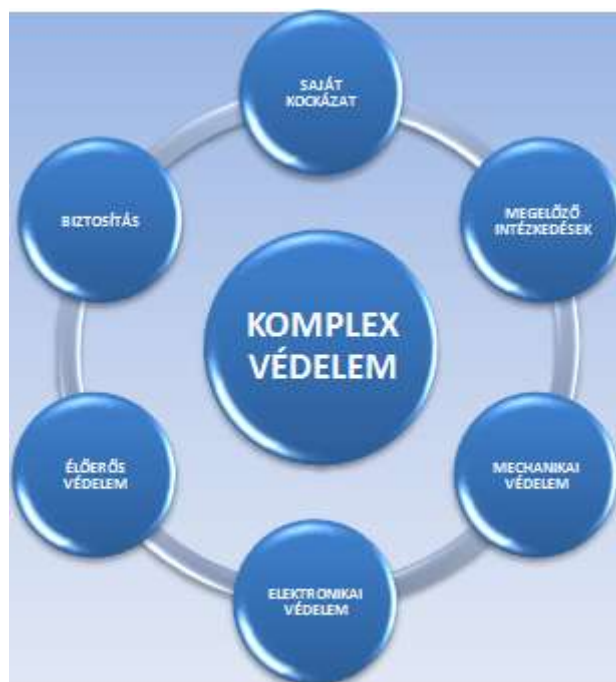 SAJÁT
KOCKÁZAT
MEGELŐZŐ
INTÉZKEDÉSEK
MECHANIKAI
VÉDELEM
ELEKTRONIKAI
VÉDELEM
ÉLŐERŐS
VÉDELEM
BIZTOSÍTÁS
KOMPLEX
VÉDELEM